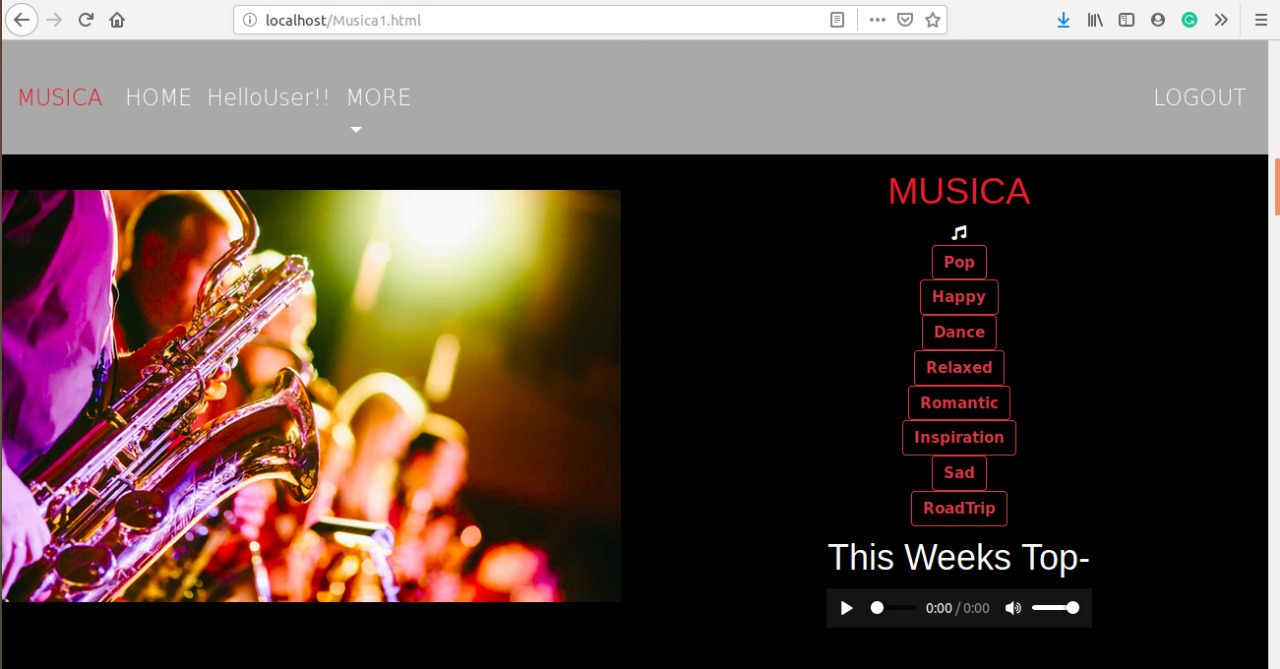 localhost/Musica1.html
MUSICA HOME HelloUser!! MORE LOGOUT
MUSICA
Pop
Happy
Dance
Relaxed
Romantic
Inspiration
Sad
RoadTrip
This Weeks Top-
0:00 / 0:00